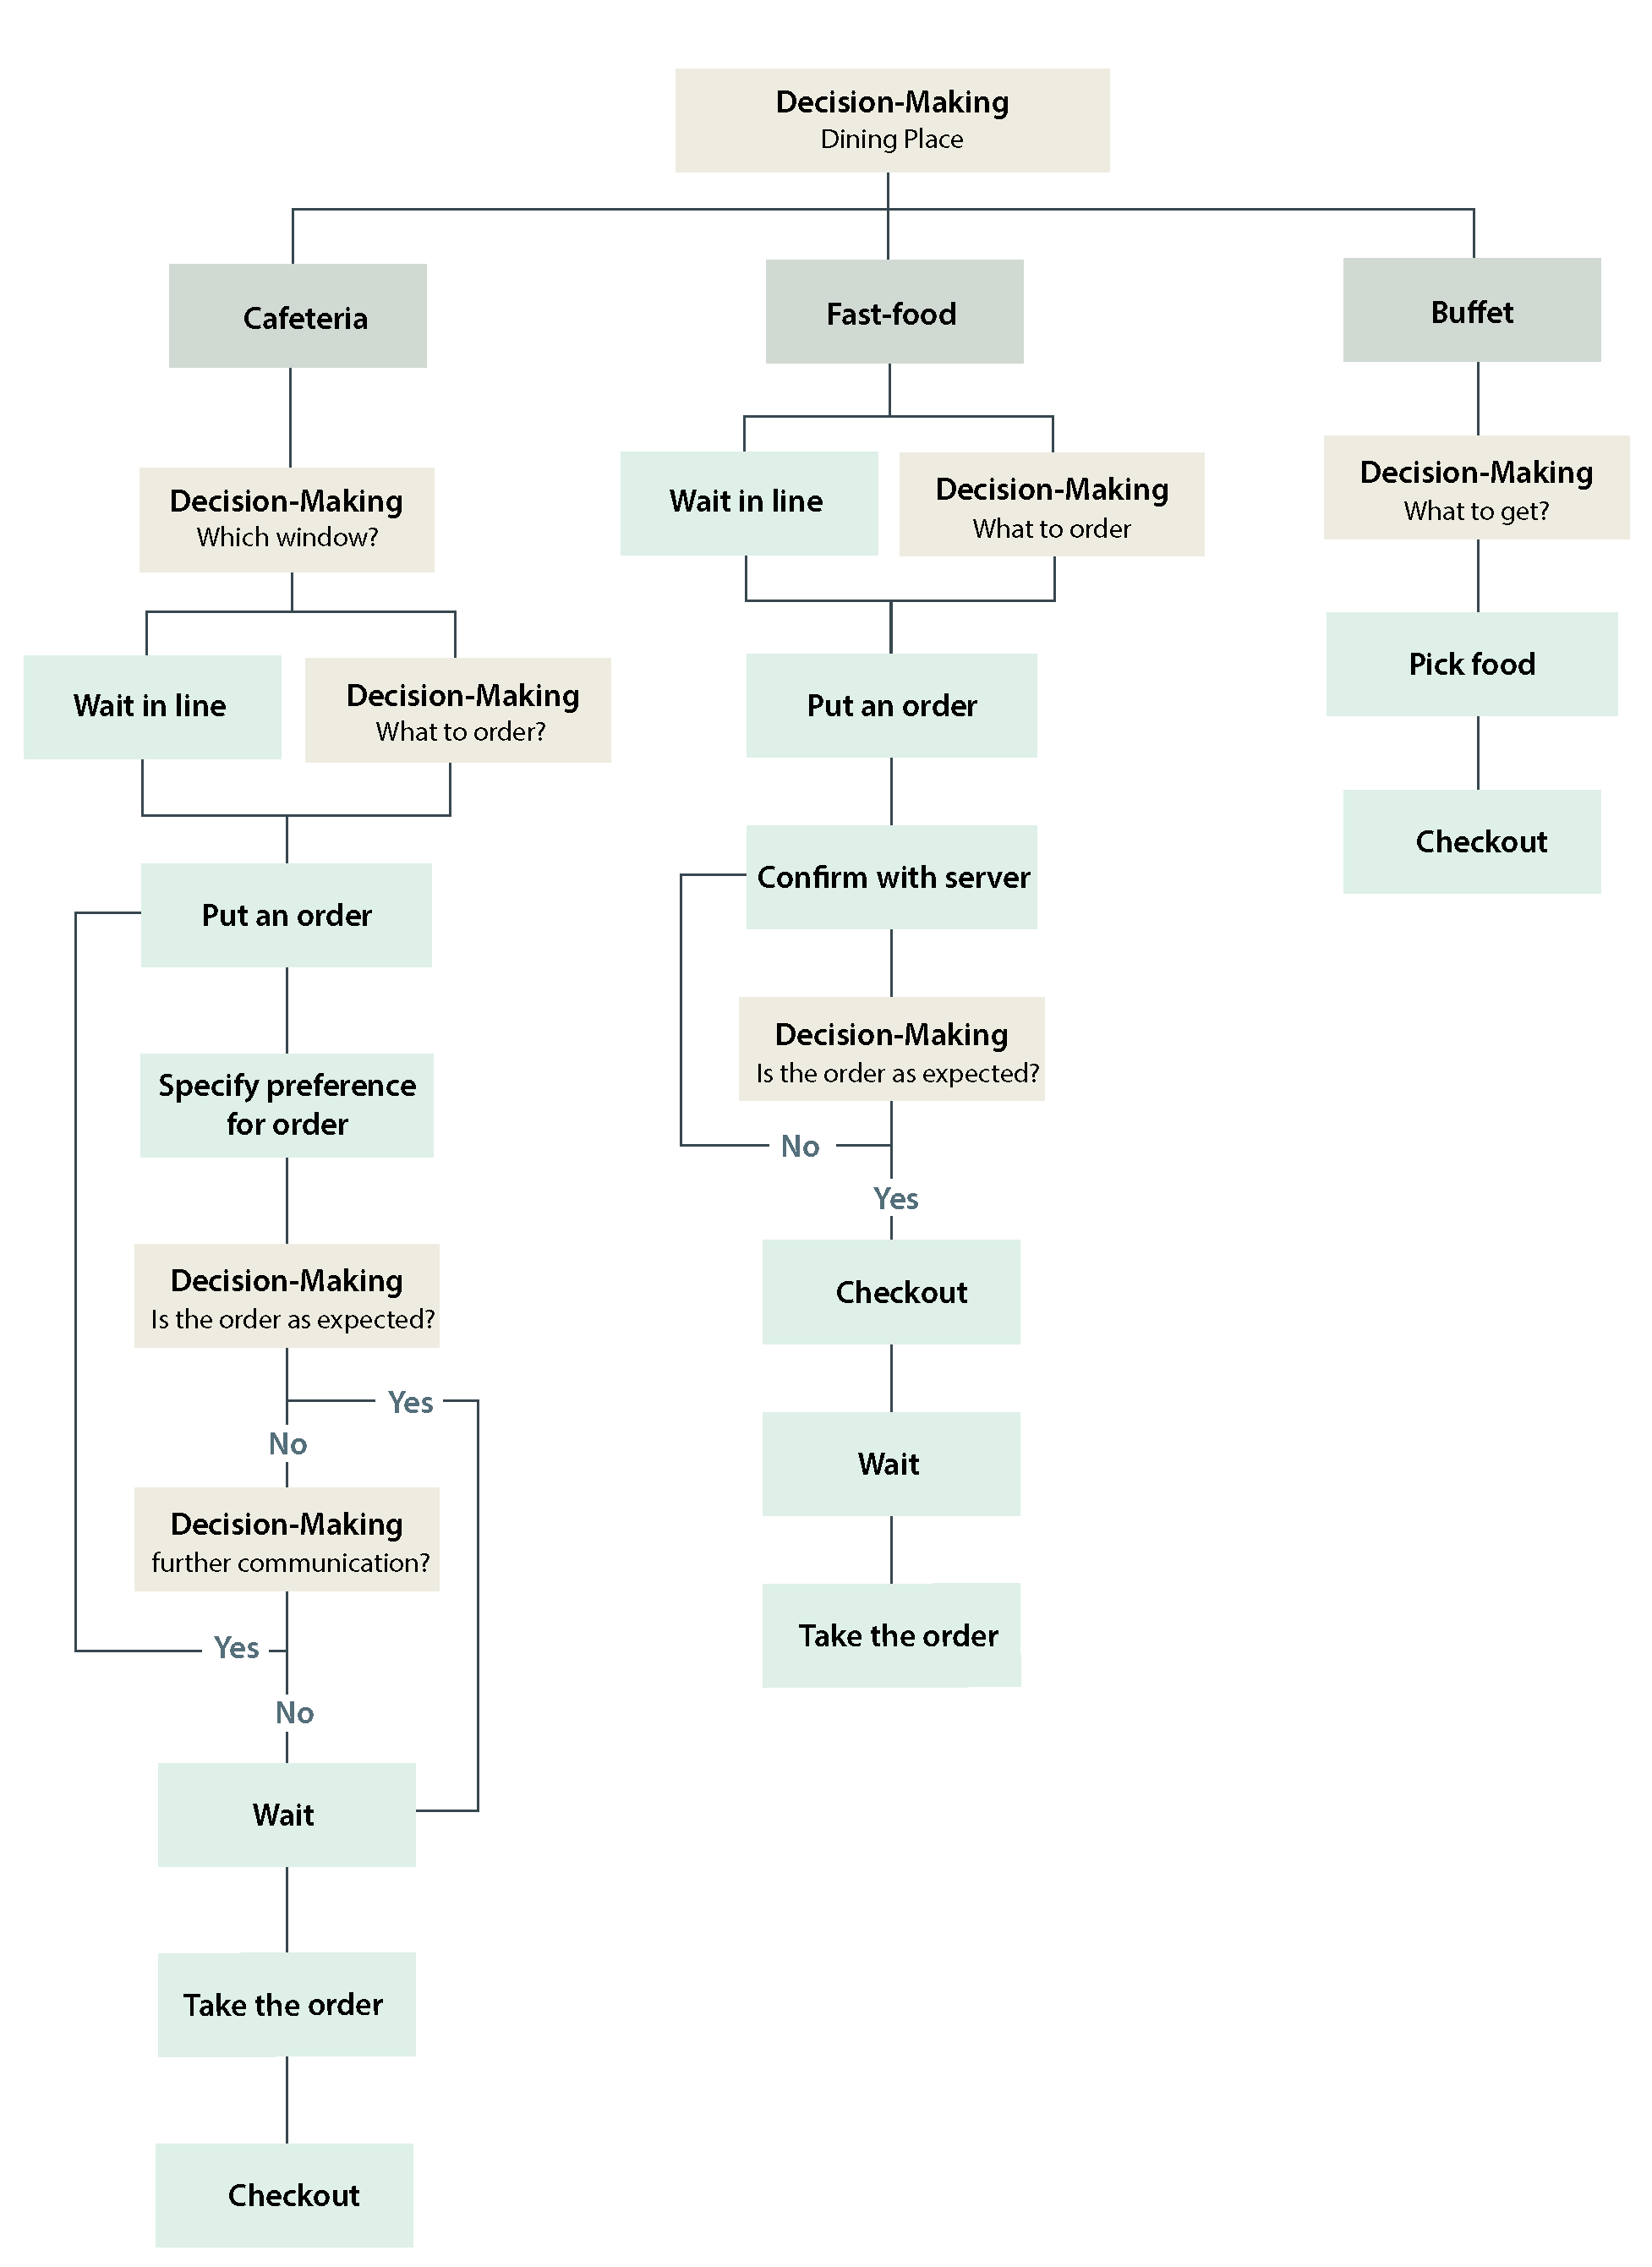 Decision-Making
Dining Place
Cafeteria
Decision-Making
Which window?
Wait in line
Decision-Making
What to order?
Put an order
Specify preference
for order
Decision-Making
Is the order as expected?
Yes
No
Decision-Making
further communication?
Yes
No
Wait
Take the order
Checkout
Fast-food
Wait in line
Decision-Making
What to order
Put an order
Confirm with server
Decision-Making
Is the order as expected?
No
Yes
Checkout
Wait
Take the order
Buffet
Decision-Making
What to get?
Pick food
Checkout